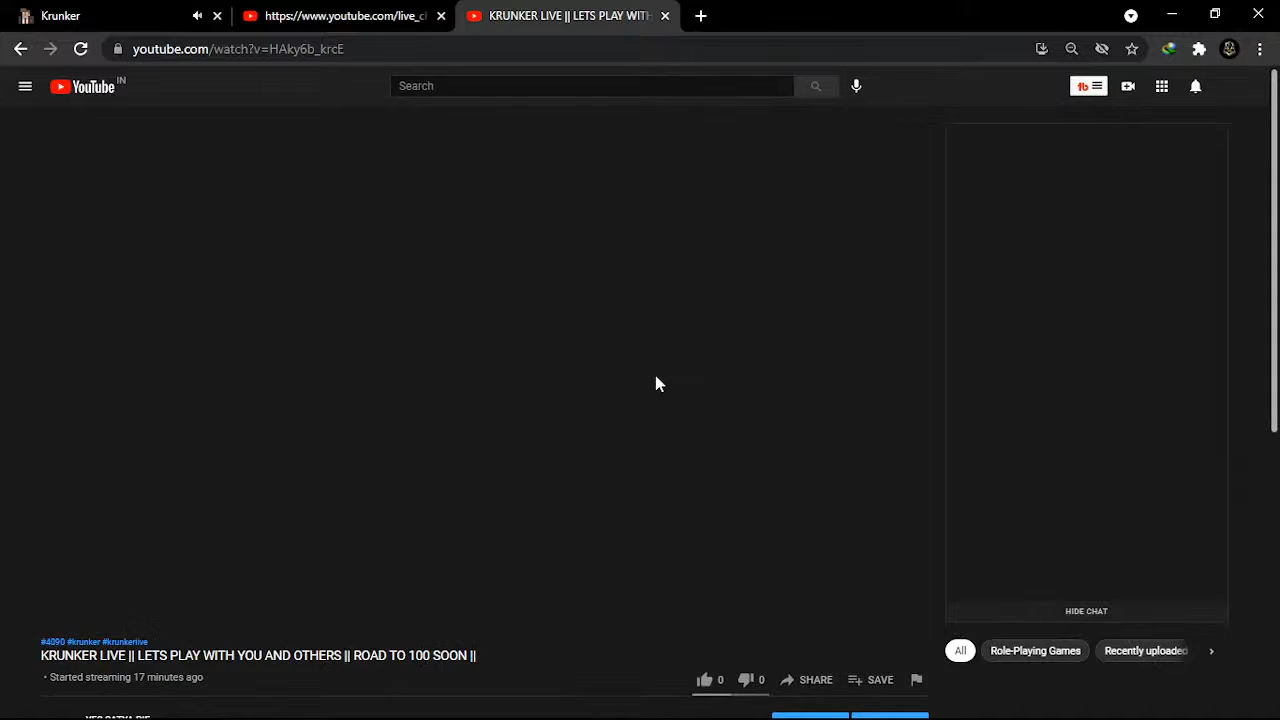 Krunker
https://www.youtube.com/live_c
KRUNKER LIVE || LETS PLAY WITH
youtube.com/watch?v=HAky6b_krcE
YouTube IN
Search
#4090 #krunker #krunkerlive
KRUNKER LIVE || LETS PLAY WITH YOU AND OTHERS || ROAD TO 100 SOON ||
• Started streaming 17 minutes ago
0
0
SHARE
SAVE
HIDE CHAT
All
Role-Playing Games
Recently uploaded